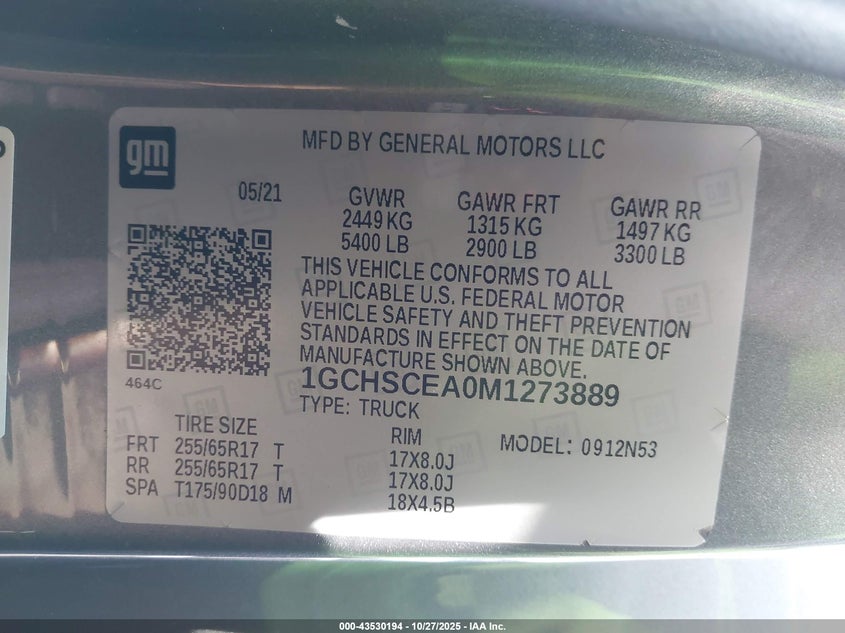 gm
MFD BY GENERAL MOTORS LLC
05/21
GVWR
2449 KG
5400 LB
GAWR FRT
1315 KG
2900 LB
GAWR RR
1497 KG
3300 LB
THIS VEHICLE CONFORMS TO ALL
APPLICABLE U.S. FEDERAL MOTOR
VEHICLE SAFETY AND THEFT PREVENTION
STANDARDS IN EFFECT ON THE DATE OF
MANUFACTURE SHOWN ABOVE.
464C
1GCHSCEA0M1273889
TYPE: TRUCK
TIRE SIZE
RIM
MODEL: 0912N53
FRT 255/65R17 T 17X8.0J
RR 255/65R17 T 17X8.0J
SPA T175/90D18 M 18X4.5B
000-43530194 - 10/27/2025 - IAA Inc.